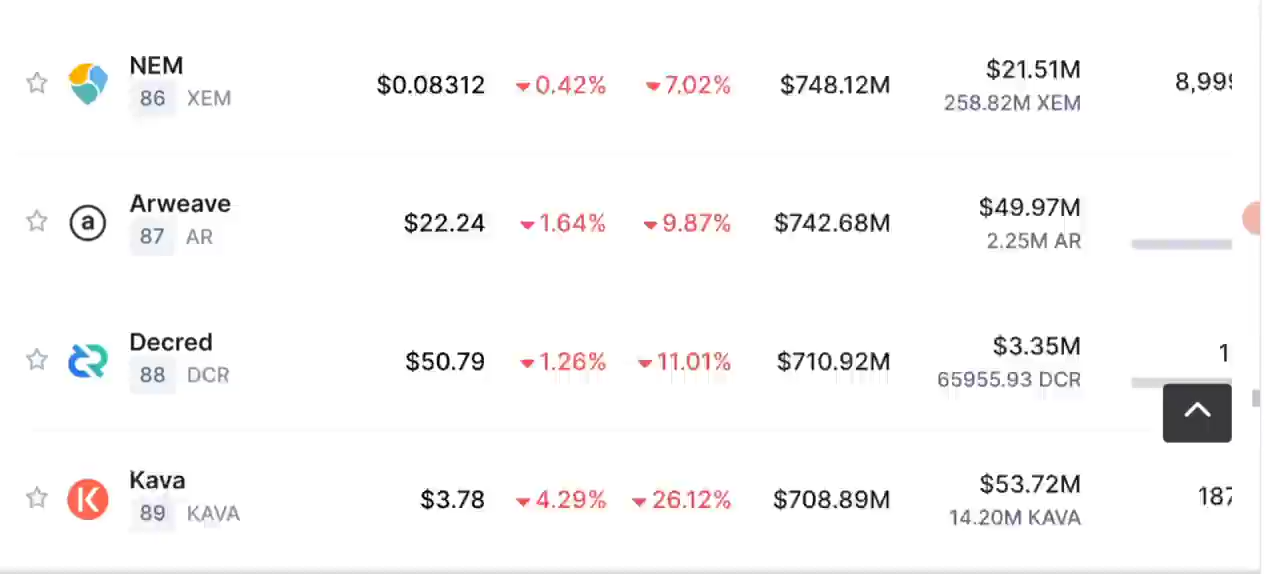 NEM
86 XEM
$0.08312
0.42%
7.02%
$748.12M
$21.51M
258.82M XEM
Arweave
87 AR
$22.24
1.64%
9.87%
$742.68M
$49.97M
2.25M AR
Decred
88 DCR
$50.79
1.26%
11.01%
$710.92M
$3.35M
65955.93 DCR
1
Kava
89 KAVA
$3.78
4.29%
26.12%
$708.89M
$53.72M
14.20M KAVA
187